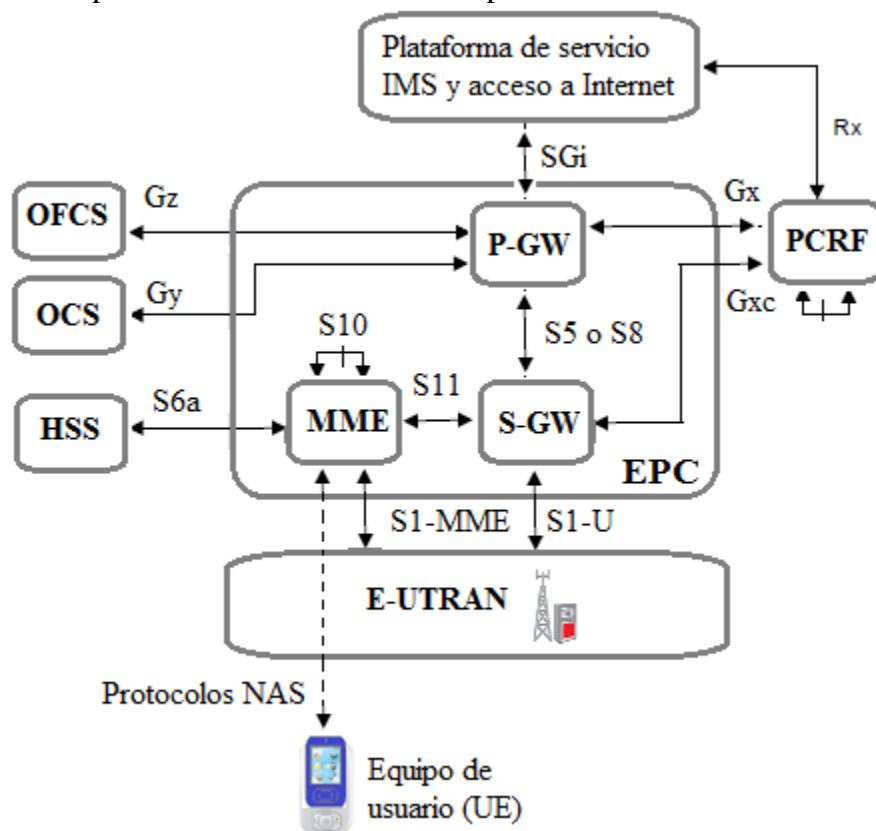 Plataforma de servicio
IMS y acceso a Internet
Rx
SGi
Gz
Gx
OFCS
P-GW
PCRF
Gy
Gxc
OCS
S10
S5 o S8
S6a
S11
HSS
MME
S-GW
EPC
S1-MME
S1-U
E-UTRAN
Protocolos NAS
Equipo de
usuario (UE)